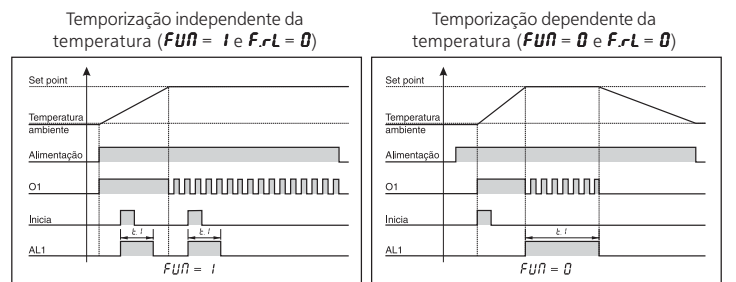 Temporização independente da
temperatura (FUN = 1 e F.rL = 0)
Set point
Temperatura
ambiente
Alimentação
O1
Inicia
t.1
AL1
FUN = 1
Temporização dependente da
temperatura (FUN = 0 e F.rL = 0)
Set point
Temperatura
ambiente
Alimentação
O1
Inicia
t.1
AL1
FUN = 0